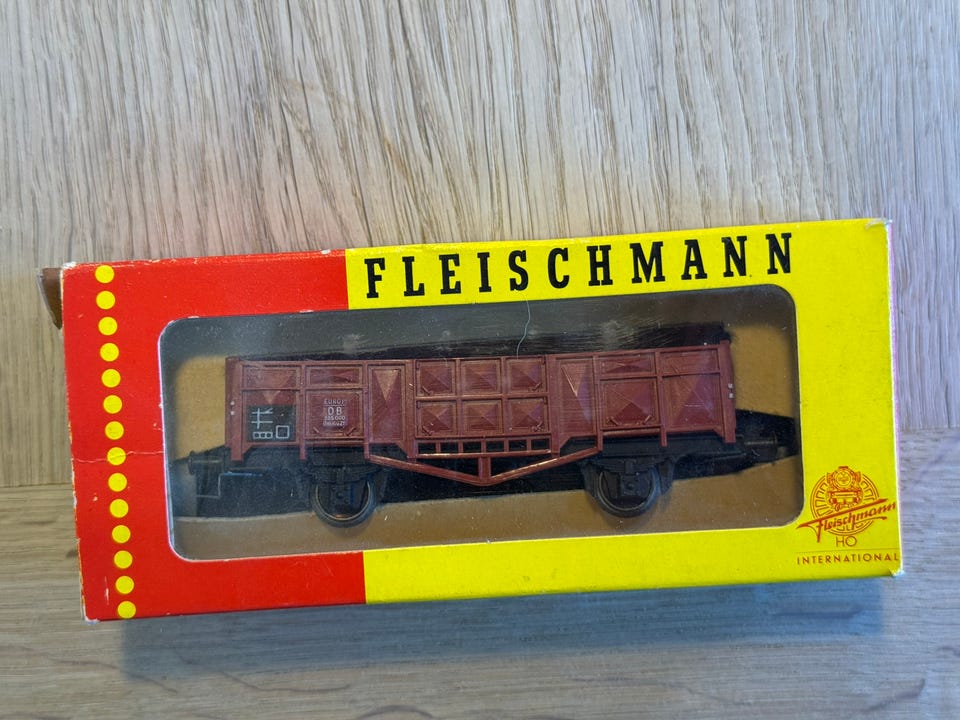 FLEISCHMANN
EUROP
DB
Fleischmann
HO
INTERNATIONAL